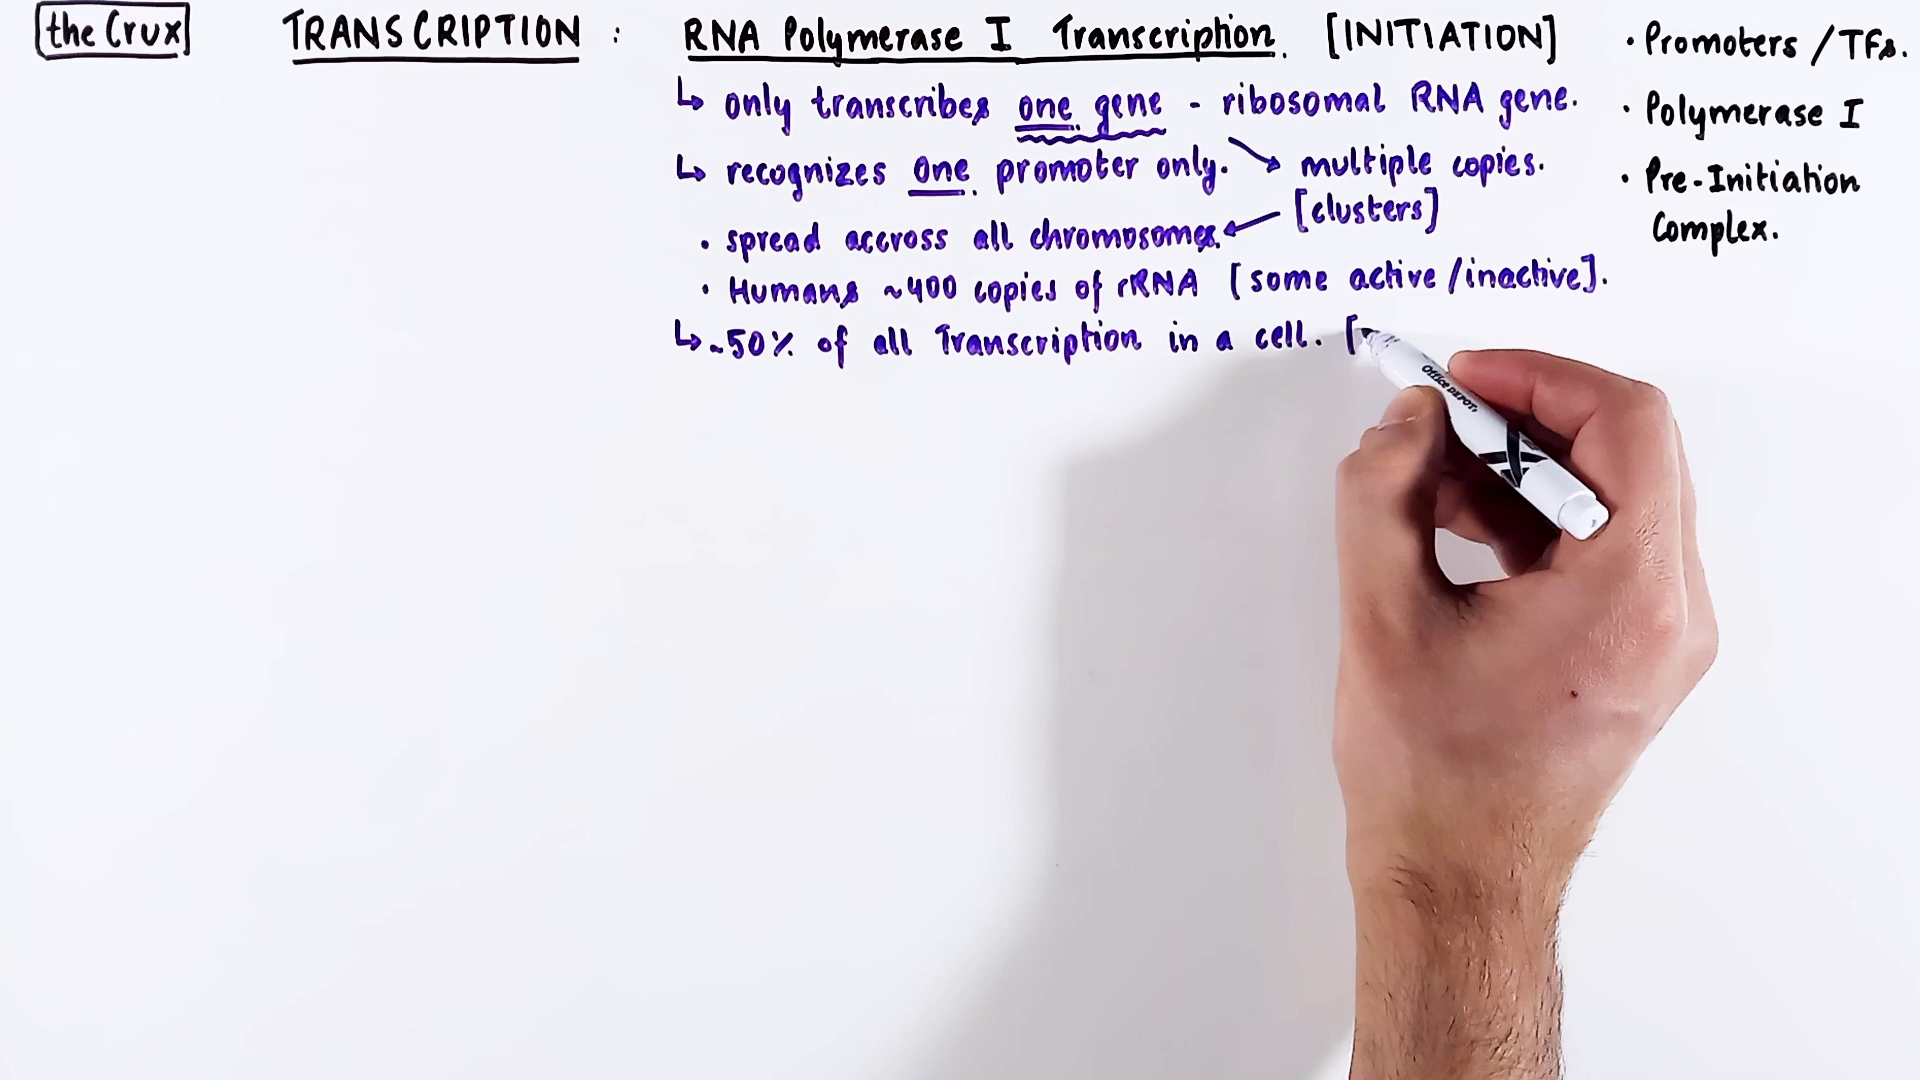 the Crux
TRANSCRIPTION : RNA Polymerase I Transcription. [INITIATION]
↳ only transcribes one gene - ribosomal RNA gene.
↳ recognizes one promoter only. → multiple copies.
[clusters]
• spread accross all chromosomes.
• Humans ~400 copies of rRNA [some active/inactive].
↳ ~50% of all Transcription in a cell. [
• Promoters / TFs.
• Polymerase I
• Pre-Initiation
Complex.
Office DEPOT